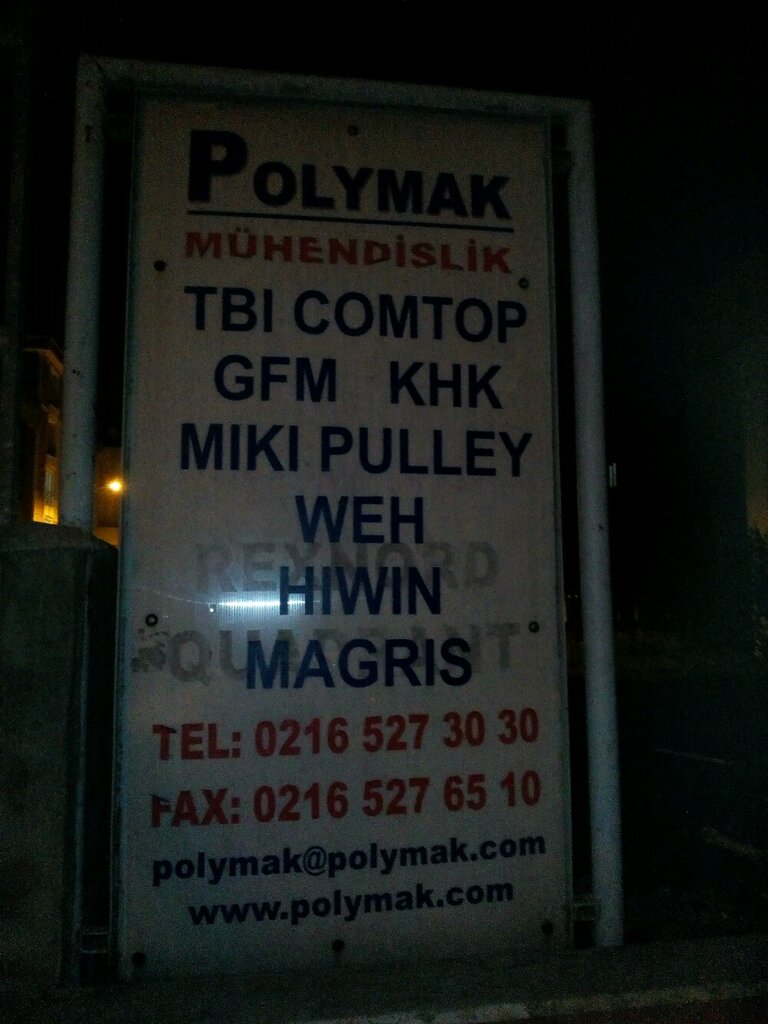 POLYMAK
MÜHENDİSLİK
TBI COMTOP
GFM KHK
MIKI PULLEY
WEH
REXNORD
HIWIN
MAGRIS
TEL: 0216 527 30 30
FAX: 0216 527 65 10
polymak@polymak.com
www.polymak.com